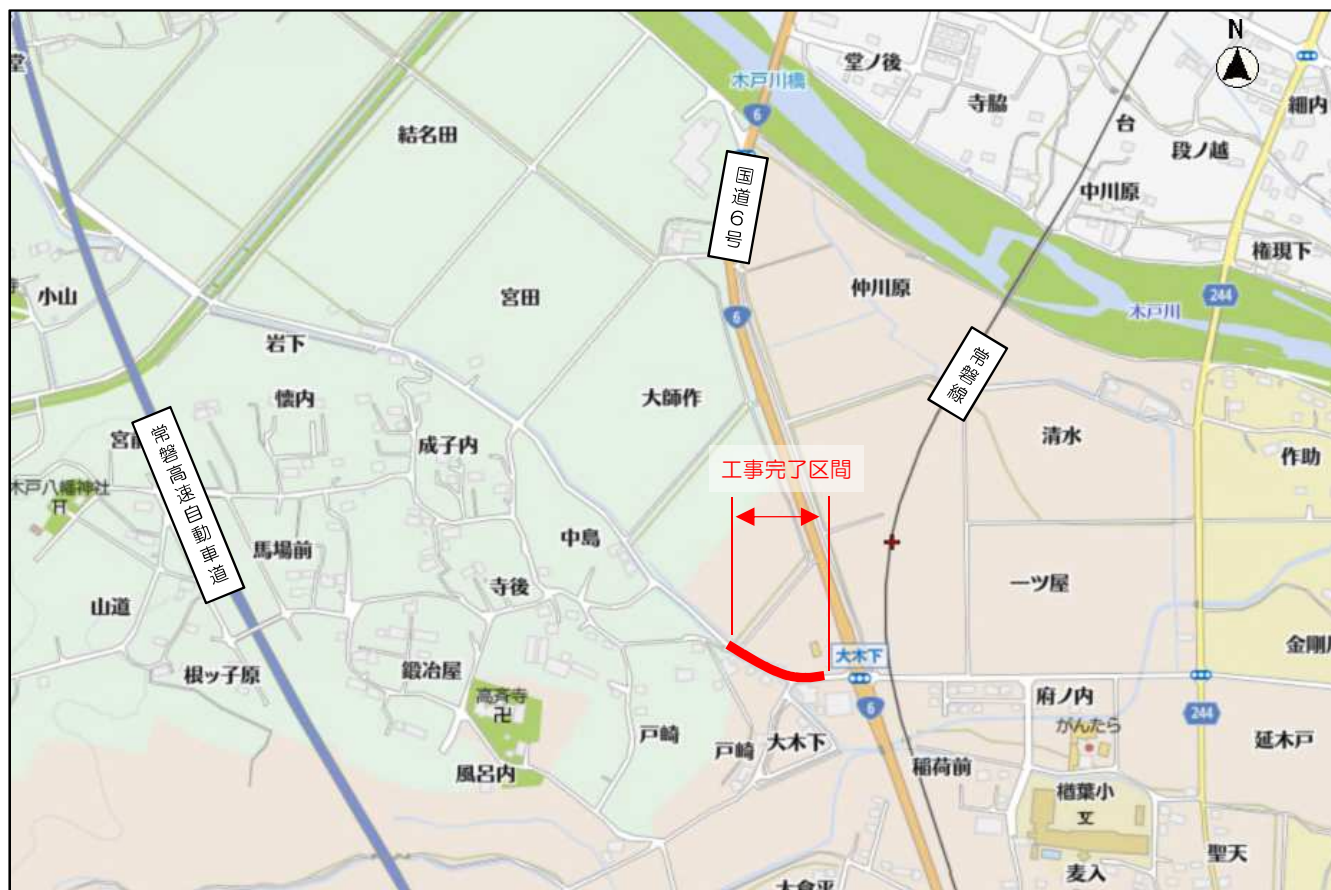 N
堂
堂ノ後
木戸川橋
寺脇
細内
6
台
結名田
段ノ越
国道6号
中川原
権現下
小山
宮田
仲川原
244
木戸川
6
岩下
常磐線
懐内
大師作
成子内
清水
作助
常磐高速自動車道
工事完了区間
木戸八幡神社
中島
馬場前
寺後
一ツ屋
山道
金剛
大木下
根ッ子原
鍛冶屋
高斉寺
府ノ内
6
244
がんたら
戸崎
戸崎
大木下
延木戸
稲荷前
風呂内
楢葉小
文
聖天
麦入